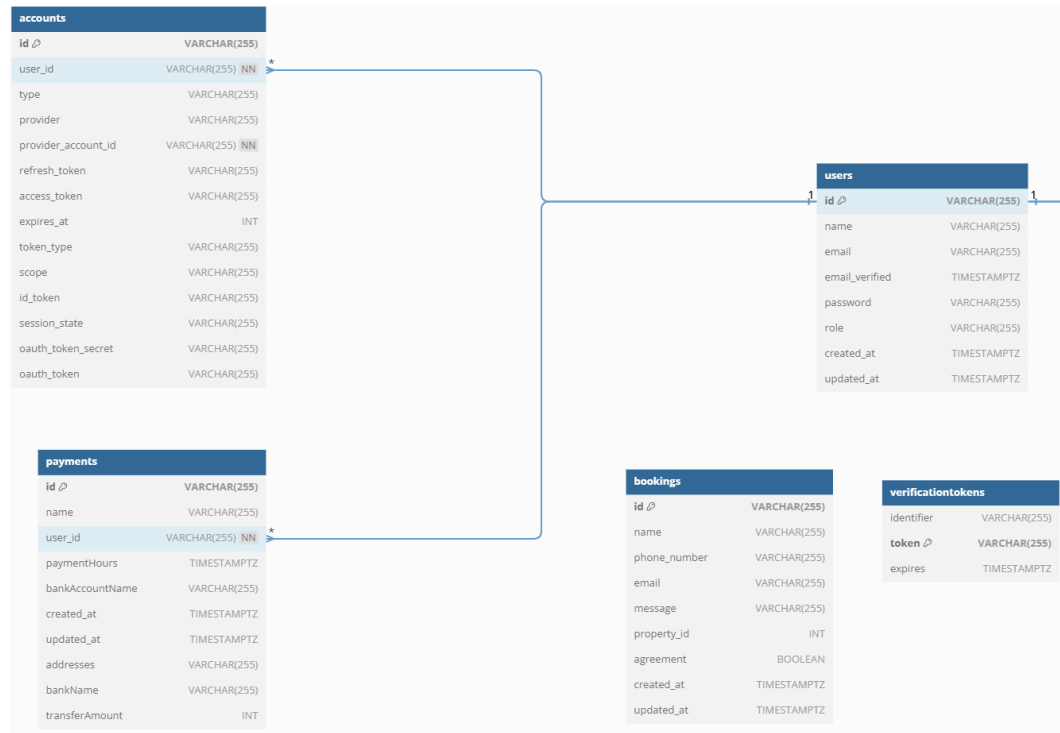 accounts
id VARCHAR(255)
user_id VARCHAR(255) NN *
type VARCHAR(255)
provider VARCHAR(255)
provider_account_id VARCHAR(255) NN
refresh_token VARCHAR(255)
access_token VARCHAR(255)
expires_at INT
token_type VARCHAR(255)
scope VARCHAR(255)
id_token VARCHAR(255)
session_state VARCHAR(255)
oauth_token_secret VARCHAR(255)
oauth_token VARCHAR(255)
users
1 id VARCHAR(255) 1
name VARCHAR(255)
email VARCHAR(255)
email_verified TIMESTAMPTZ
password VARCHAR(255)
role VARCHAR(255)
created_at TIMESTAMPTZ
updated_at TIMESTAMPTZ
payments
id VARCHAR(255)
name VARCHAR(255)
user_id VARCHAR(255) NN *
paymentHours TIMESTAMPTZ
bankAccountName VARCHAR(255)
created_at TIMESTAMPTZ
updated_at TIMESTAMPTZ
addresses VARCHAR(255)
bankName VARCHAR(255)
transferAmount INT
bookings
id VARCHAR(255)
name VARCHAR(255)
phone_number VARCHAR(255)
email VARCHAR(255)
message VARCHAR(255)
property_id INT
agreement BOOLEAN
created_at TIMESTAMPTZ
updated_at TIMESTAMPTZ
verificationtokens
identifier VARCHAR(255)
token VARCHAR(255)
expires TIMESTAMPTZ